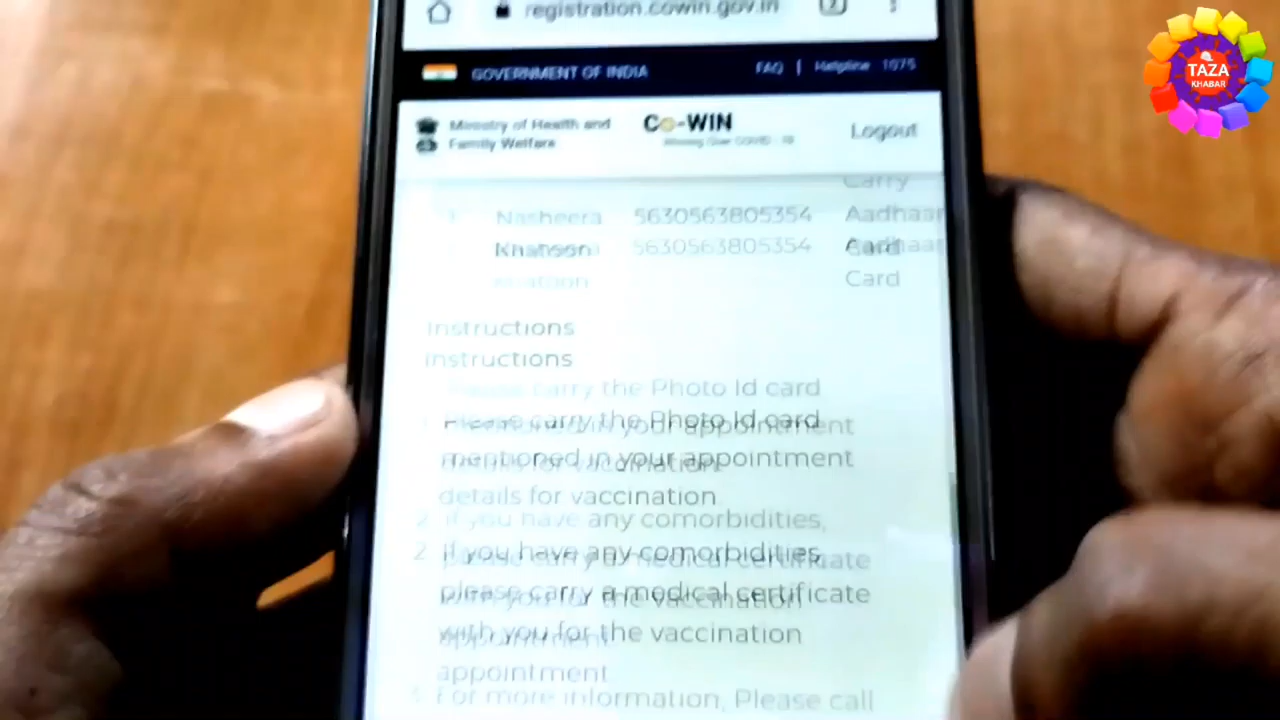 registration.cowin.gov.in
GOVERNMENT OF INDIA
FAQ | Helpline 1075
Ministry of Health and
Family Welfare
Co-WIN
Logout
TAZA
KHABAR
Carry
1 Nasheera 5630563805354 Aadhaar
Khatoon Card
Instructions
Please carry the Photo Id card
mentioned in your appointment
details for vaccination
2. If you have any comorbidities,
please carry a medical certificate
with you for the vaccination
appointment
For more information, Please call